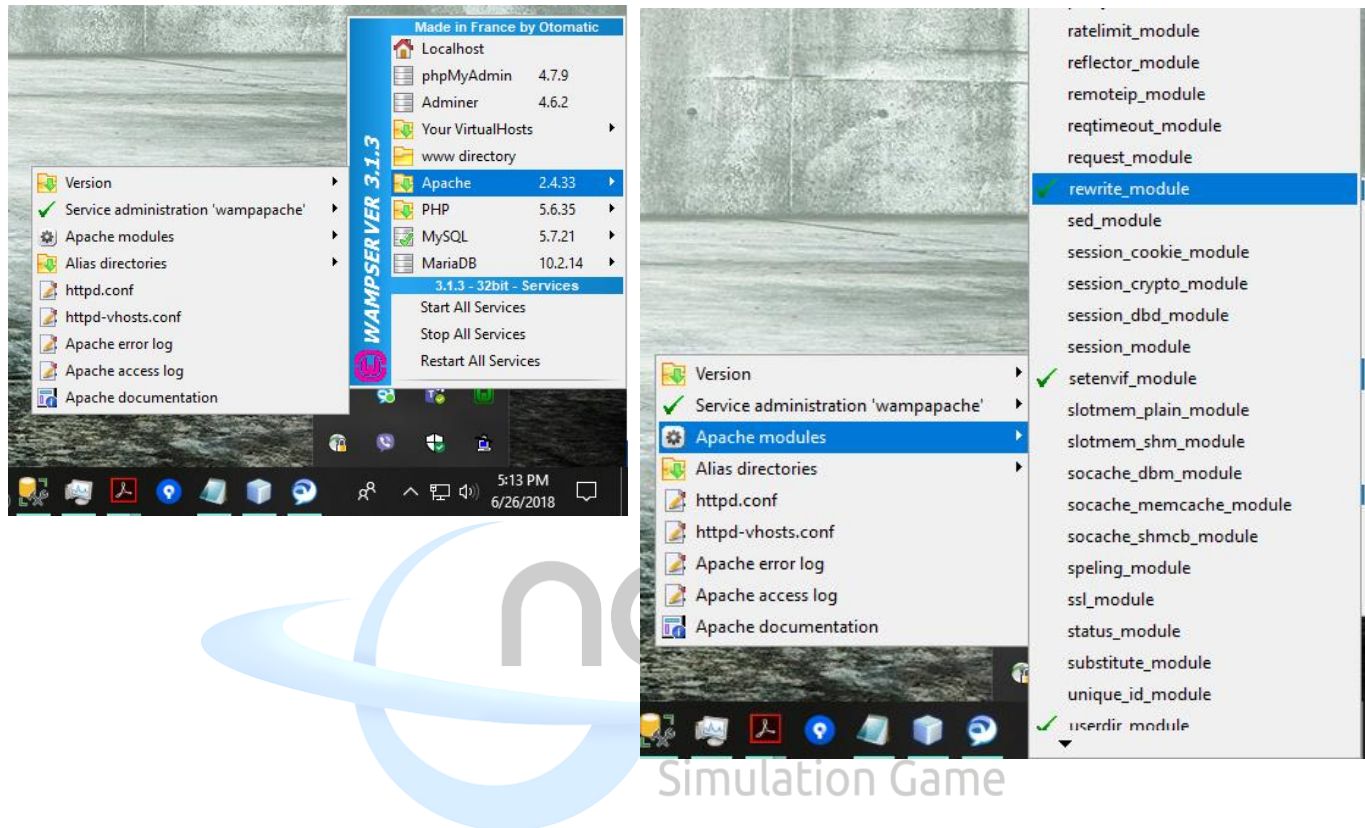 Made in France by Otomatic
Localhost
phpMyAdmin 4.7.9
Adminer 4.6.2
Your VirtualHosts
www directory
Apache 2.4.33
PHP 5.6.35
MySQL 5.7.21
MariaDB 10.2.14
3.1.3 - 32bit - Services
Start All Services
Stop All Services
Restart All Services
WAMPSERVER 3.1.3
Version
Service administration 'wampapache'
Apache modules
Alias directories
httpd.conf
httpd-vhosts.conf
Apache error log
Apache access log
Apache documentation
5:13 PM
6/26/2018
ratelimit_module
reflector_module
remoteip_module
reqtimeout_module
request_module
rewrite_module
sed_module
session_cookie_module
session_crypto_module
session_dbd_module
session_module
setenvif_module
slotmem_plain_module
slotmem_shm_module
socache_dbm_module
socache_memcache_module
socache_shmcb_module
speling_module
ssl_module
status_module
substitute_module
unique_id_module
userdir_module
Version
Service administration 'wampapache'
Apache modules
Alias directories
httpd.conf
httpd-vhosts.conf
Apache error log
Apache access log
Apache documentation
Simulation Game